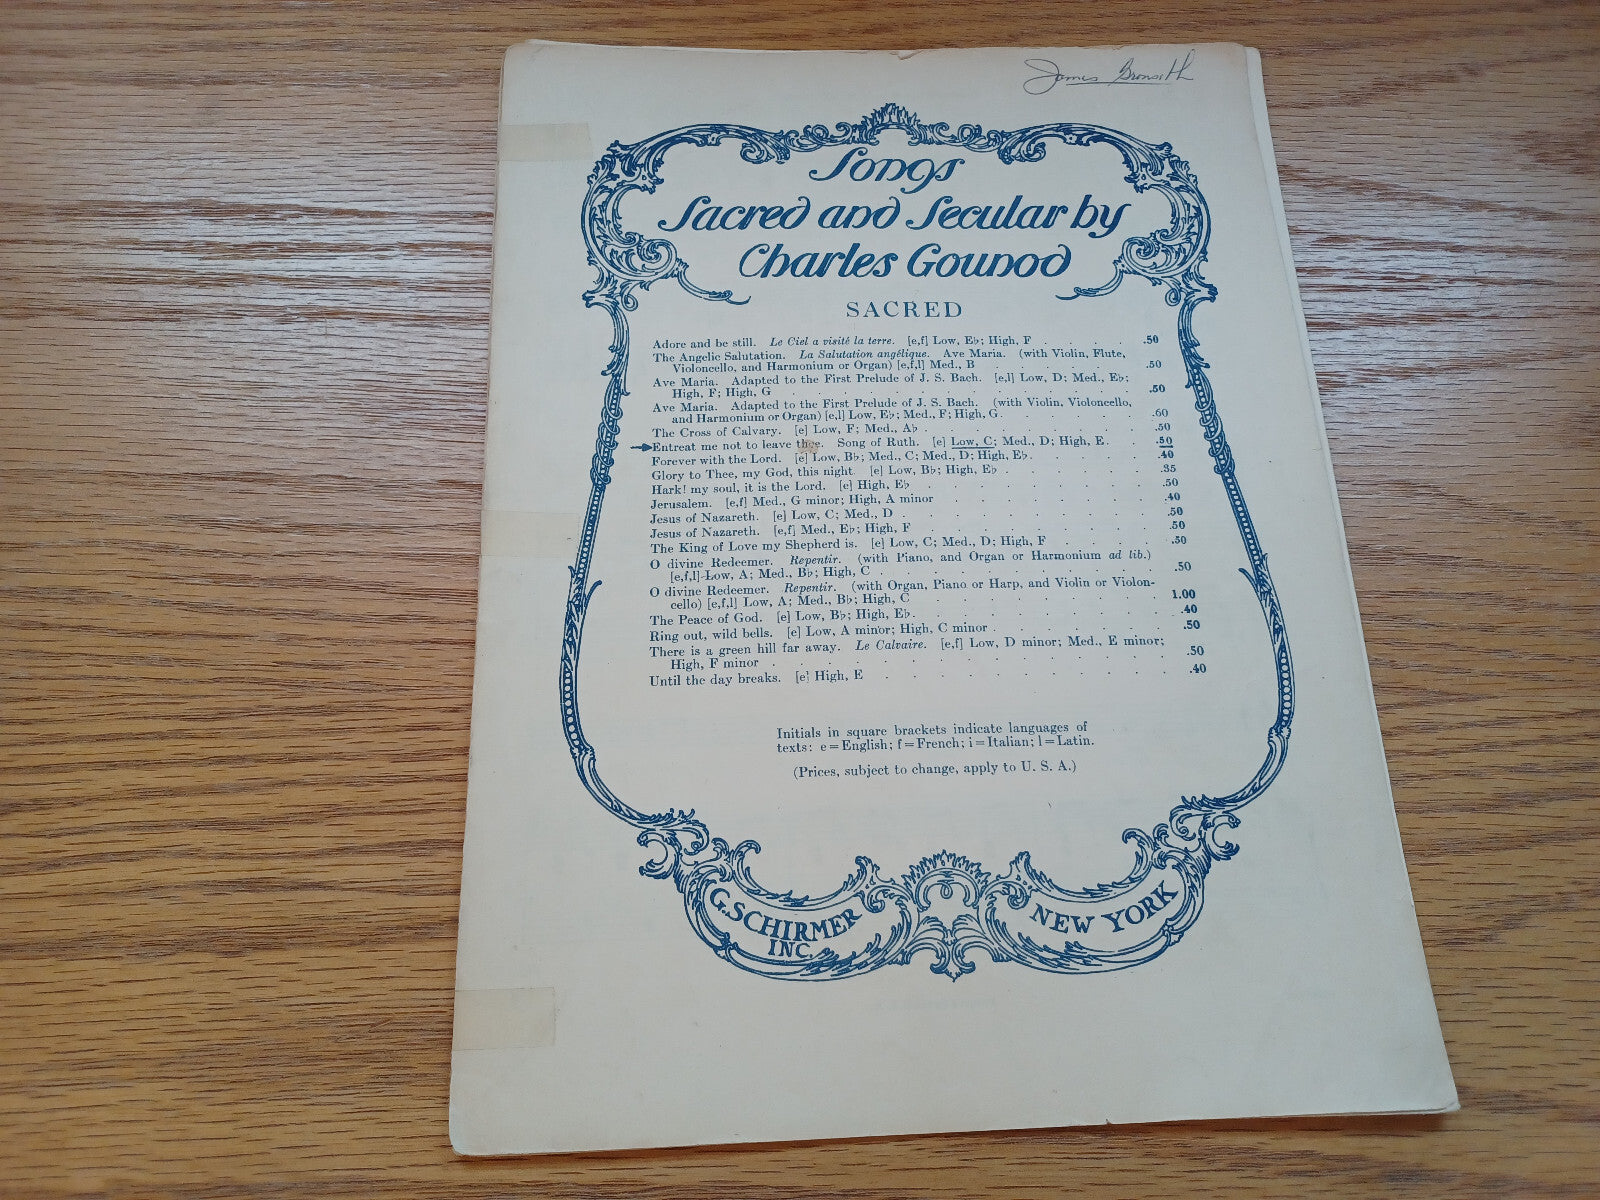 James
Songs
Sacred and Secular by
Charles Gounod
SACRED
Adore and be still. Le Ciel a visité la terre. [e,f] Low, E♭; High, F . . . . .50
The Angelic Salutation. La Salutation angélique. Ave Maria. (with Violin, Flute,
Violoncello, and Harmonium or Organ) [e,f,l] Med., B . . . . . .50
Ave Maria. Adapted to the First Prelude of J. S. Bach. [e,l] Low, D; Med., E♭;
High, F; High, G . . . . . . . . . . . .50
Ave Maria. Adapted to the First Prelude of J. S. Bach. (with Violin, Violoncello,
and Harmonium or Organ) [e,l] Low, E♭; Med., F; High, G . . . . .60
The Cross of Calvary. [e] Low, F; Med., A♭ . . . . . . . .50
Entreat me not to leave thee. Song of Ruth. [e] Low, C; Med., D; High, E . . .50
Forever with the Lord. [e] Low, B♭; Med., C; Med., D; High, E♭ . . . . .40
Glory to Thee, my God, this night [e] Low, B♭; High, E♭ . . . . . .35
Hark! my soul, it is the Lord. [e] High, E♭ . . . . . . . .50
Jerusalem. [e,f] Med., G minor; High, A minor . . . . . . . .40
Jesus of Nazareth. [e] Low, C; Med., D . . . . . . . . .50
Jesus of Nazareth. [e,f] Med., E♭; High, F . . . . . . . .50
The King of Love my Shepherd is. [e] Low, C; Med., D; High, F . . . . .50
O divine Redeemer. Repentir. (with Piano, and Organ or Harmonium ad lib.)
[e,f,l] Low, A; Med., B♭; High, C . . . . . . . . . .50
O divine Redeemer. Repentir. (with Organ, Piano or Harp, and Violin or Violon-
cello) [e,f,l] Low, A; Med., B♭; High, C . . . . . . . . 1.00
The Peace of God. [e] Low, B♭; High, E♭ . . . . . . . . .40
Ring out, wild bells. [e] Low, A minor; High, C minor . . . . . . .50
There is a green hill far away. Le Calvaire. [e,f] Low, D minor; Med., E minor;
High, F minor . . . . . . . . . . . . . .50
Until the day breaks. [e] High, E . . . . . . . . . . .40
Initials in square brackets indicate languages of
texts: e = English; f = French; i = Italian; l = Latin.
(Prices, subject to change, apply to U. S. A.)
G. SCHIRMER
INC.
NEW YORK